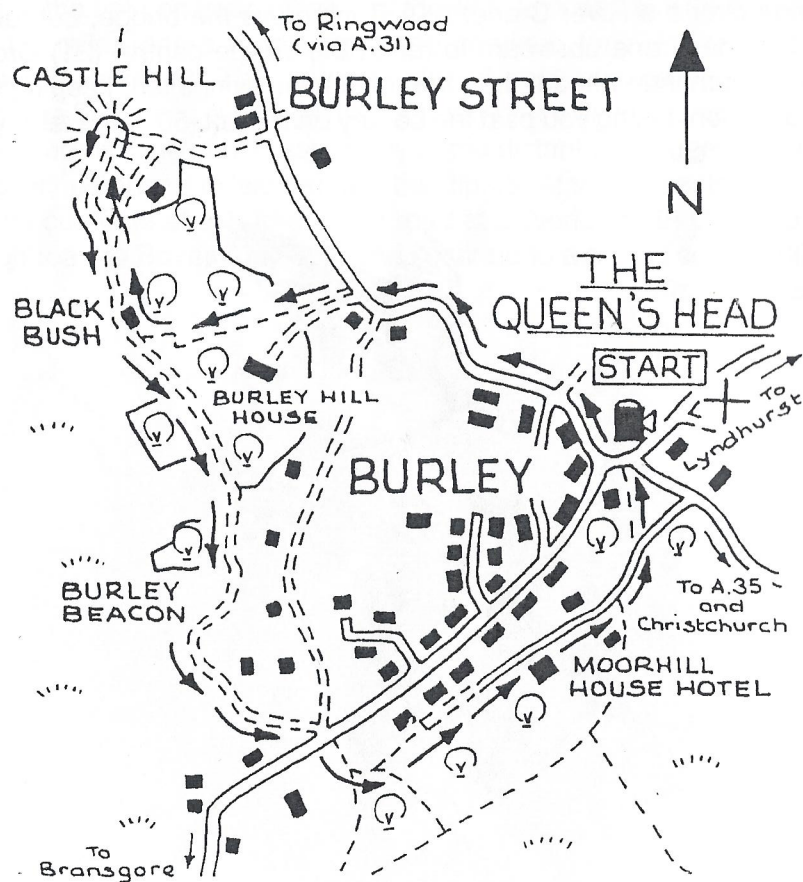 To Ringwood
(via A.31)
CASTLE HILL
BURLEY STREET
N
THE
QUEEN'S HEAD
START
To
Lyndhurst
BLACK
BUSH
BURLEY HILL
HOUSE
BURLEY
BURLEY
BEACON
To A.35
and
Christchurch
MOORHILL
HOUSE HOTEL
To
Bransgore